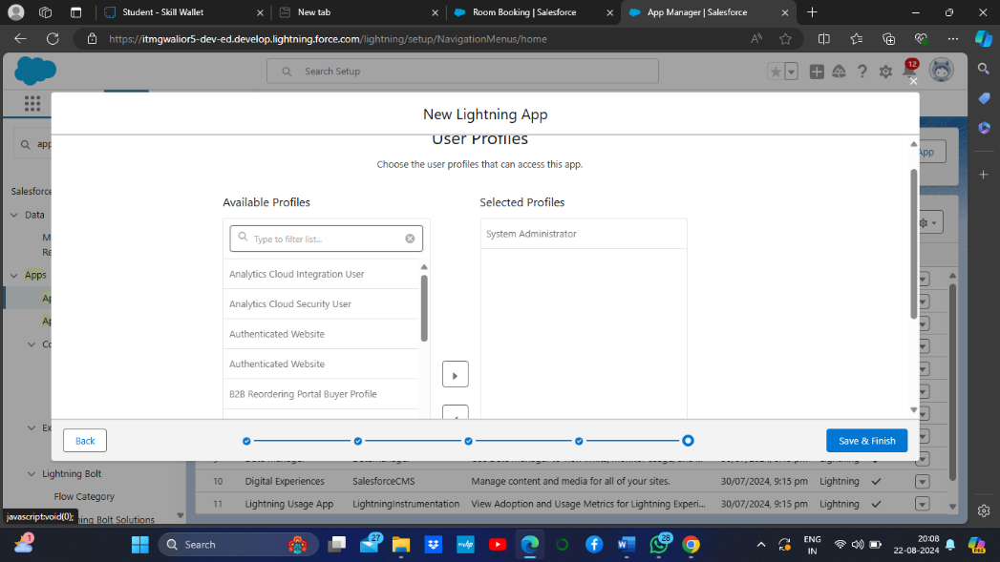 Student - Skill Wallet
New tab
Room Booking | Salesforce
App Manager | Salesforce
https://itmgwalior5-dev-ed.develop.lightning.force.com/lightning/setup/NavigationMenus/home
Search Setup
12
New Lightning App
app
App
User Profiles
Choose the user profiles that can access this app.
Salesforce
Available Profiles
Selected Profiles
Data
Type to filter list...
System Administrator
M
Re
Apps
Analytics Cloud Integration User
Ap
Analytics Cloud Security User
Ap
Authenticated Website
Co
Authenticated Website
B2B Reordering Portal Buyer Profile
Ex
Back
Save & Finish
Lightning Bolt
10 Digital Experiences SalesforceCMS Manage content and media for all of your sites. 30/07/2024, 9:15 pm Lightning
Flow Category
11 Lightning Usage App LightningInstrumentation View Adoption and Usage Metrics for Lightning Experi... 30/07/2024, 9:15 pm Lightning
javascript:void(0);
ning Bolt Solutions
1
Search
27
28
ENG
IN
20:08
22-08-2024